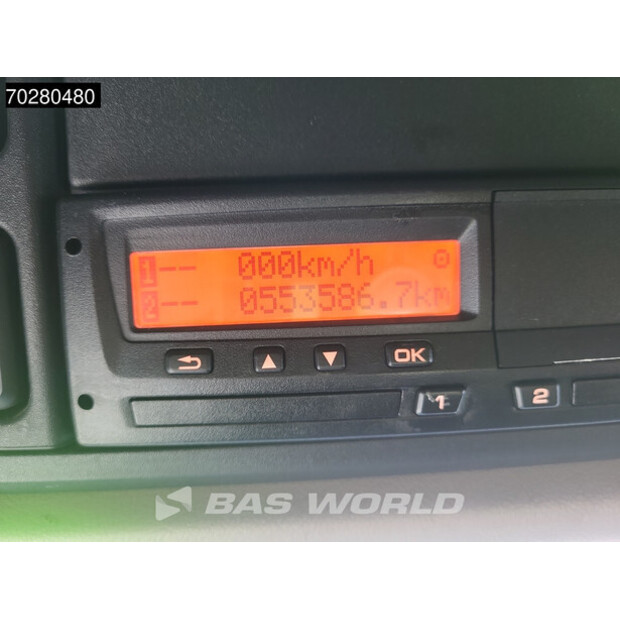 70280480
1 -- 000km/h
2 -- 0553586.7km
OK
1
2
BAS WORLD